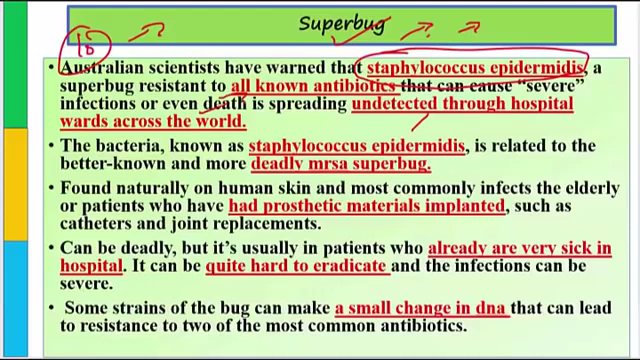 Superbug
18
Australian scientists have warned that staphylococcus epidermidis, a
superbug resistant to all known antibiotics that can cause “severe”
infections or even death is spreading undetected through hospital
wards across the world.
The bacteria, known as staphylococcus epidermidis, is related to the
better-known and more deadly mrsa superbug.
Found naturally on human skin and most commonly infects the elderly
or patients who have had prosthetic materials implanted, such as
catheters and joint replacements.
Can be deadly, but it’s usually in patients who already are very sick in
hospital. It can be quite hard to eradicate and the infections can be
severe.
Some strains of the bug can make a small change in dna that can lead
to resistance to two of the most common antibiotics.